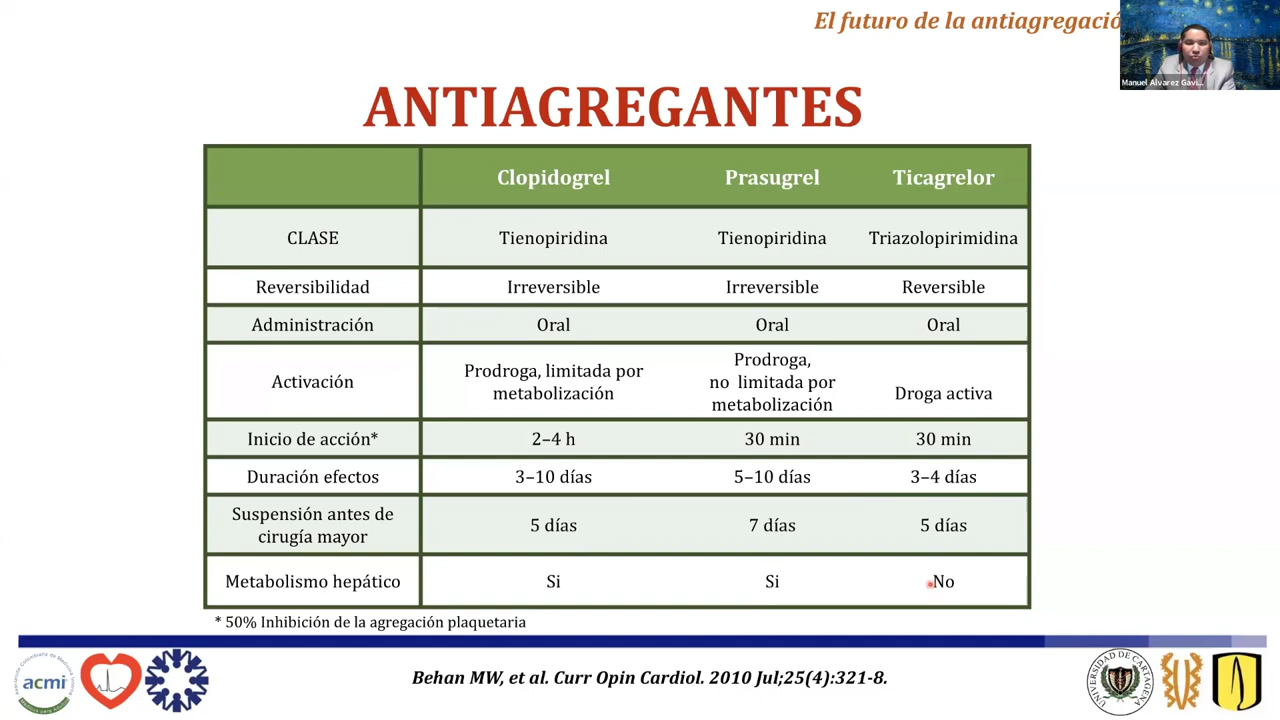 El futuro de la antiagregació
Manuel Alvarez Gavi...
ANTIAGREGANTES
Clopidogrel Prasugrel Ticagrelor
CLASE Tienopiridina Tienopiridina Triazolopirimidina
Reversibilidad Irreversible Irreversible Reversible
Administración Oral Oral Oral
Activación
Prodroga, limitada por
metabolización
Prodroga,
no limitada por
metabolización
Droga activa
Inicio de acción* 2–4 h 30 min 30 min
Duración efectos 3–10 días 5–10 días 3–4 días
Suspensión antes de
cirugía mayor
5 días 7 días 5 días
Metabolismo hepático Si Si No
* 50% Inhibición de la agregación plaquetaria
acmi
Behan MW, et al. Curr Opin Cardiol. 2010 Jul;25(4):321-8.
UNIVERSIDAD DE CARTAGENA